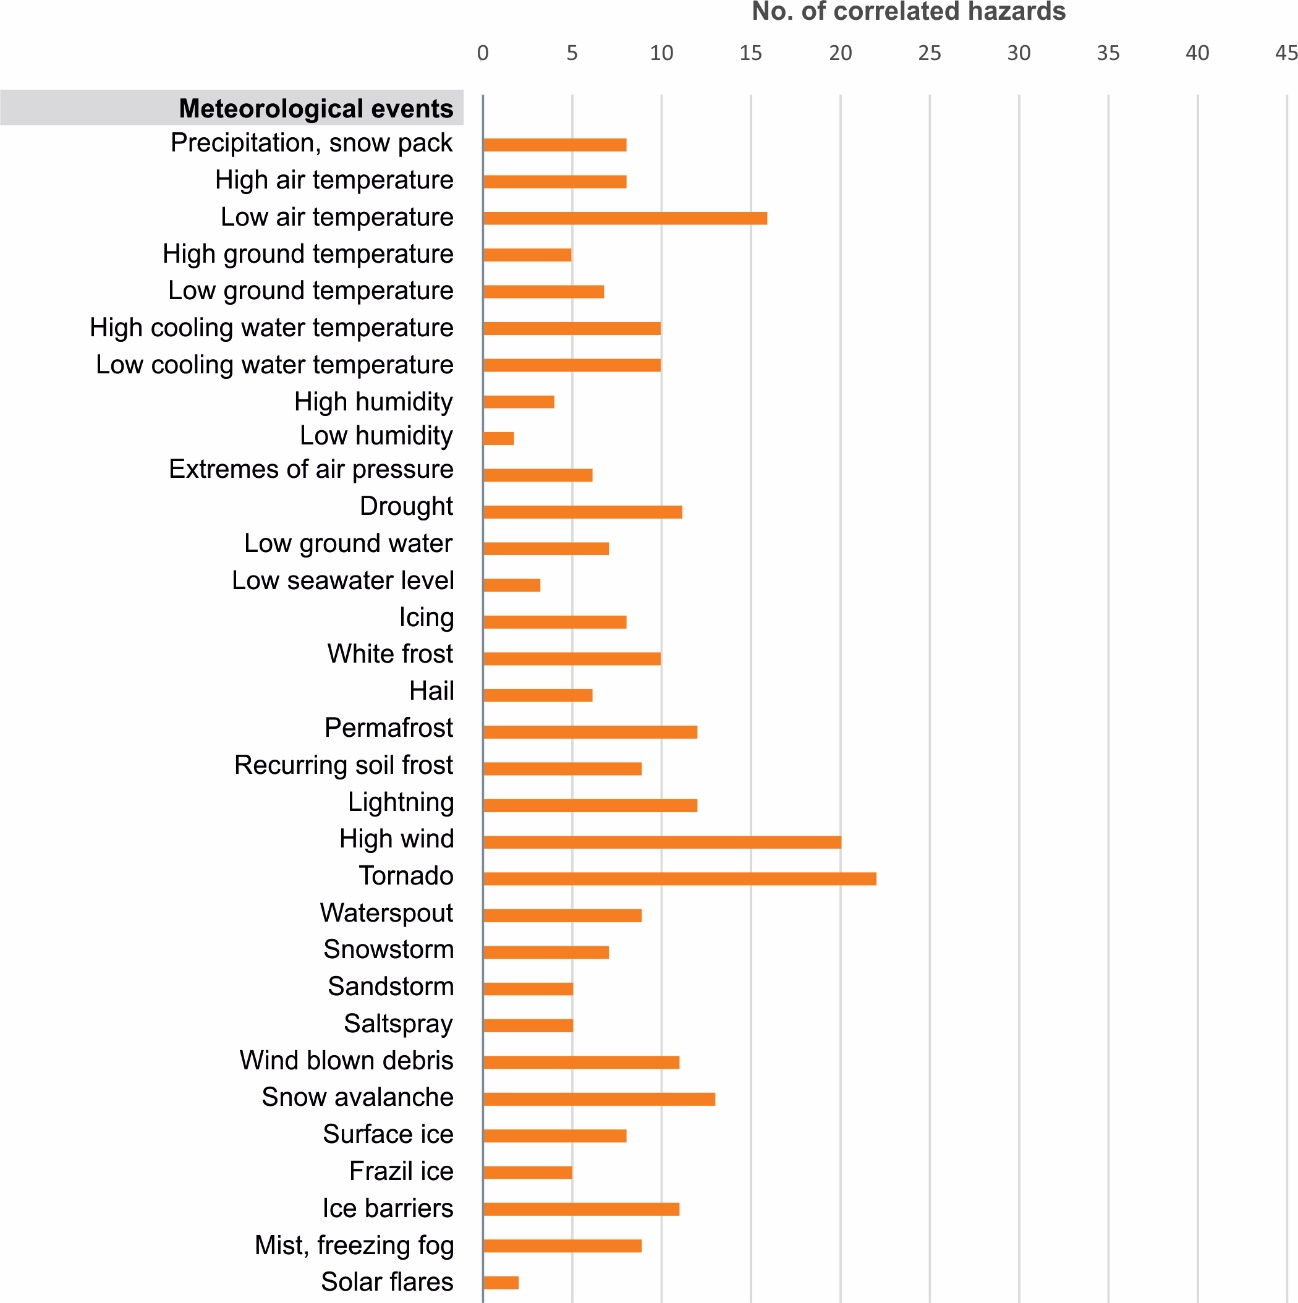 No. of correlated hazards
0 5 10 15 20 25 30 35 40 45
Meteorological events
Precipitation, snow pack
High air temperature
Low air temperature
High ground temperature
Low ground temperature
High cooling water temperature
Low cooling water temperature
High humidity
Low humidity
Extremes of air pressure
Drought
Low ground water
Low seawater level
Icing
White frost
Hail
Permafrost
Recurring soil frost
Lightning
High wind
Tornado
Waterspout
Snowstorm
Sandstorm
Saltspray
Wind blown debris
Snow avalanche
Surface ice
Frazil ice
Ice barriers
Mist, freezing fog
Solar flares